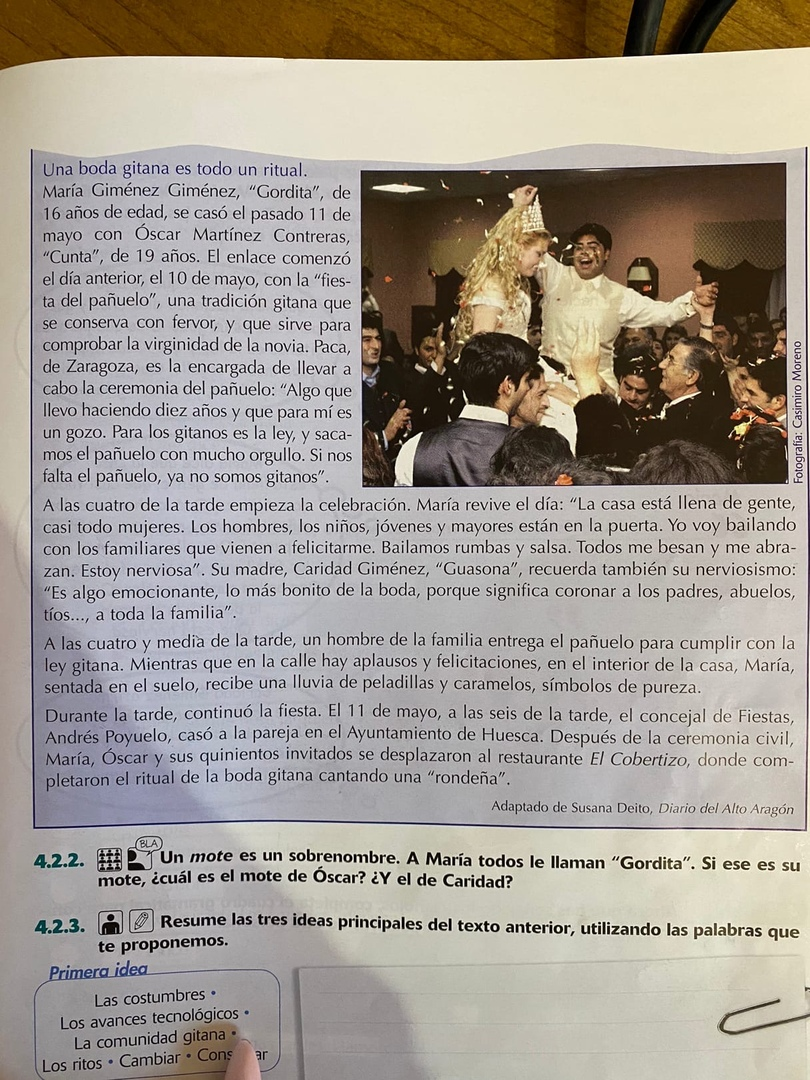 Una boda gitana es todo un ritual.
María Giménez Giménez, “Gordita”, de
16 años de edad, se casó el pasado 11 de
mayo con Óscar Martínez Contreras,
“Cunta”, de 19 años. El enlace comenzó
el día anterior, el 10 de mayo, con la “fies-
ta del pañuelo”, una tradición gitana que
se conserva con fervor, y que sirve para
comprobar la virginidad de la novia. Paca,
de Zaragoza, es la encargada de llevar a
cabo la ceremonia del pañuelo: “Algo que
llevo haciendo diez años y que para mí es
un gozo. Para los gitanos es la ley, y saca-
mos el pañuelo con mucho orgullo. Si nos
falta el pañuelo, ya no somos gitanos”.
Fotografía: Casimiro Moreno
A las cuatro de la tarde empieza la celebración. María revive el día: “La casa está llena de gente,
casi todo mujeres. Los hombres, los niños, jóvenes y mayores están en la puerta. Yo voy bailando
con los familiares que vienen a felicitarme. Bailamos rumbas y salsa. Todos me besan y me abra-
zan. Estoy nerviosa”. Su madre, Caridad Giménez, “Guasona”, recuerda también su nerviosismo:
“Es algo emocionante, lo más bonito de la boda, porque significa coronar a los padres, abuelos,
tíos..., a toda la familia”.
A las cuatro y media de la tarde, un hombre de la familia entrega el pañuelo para cumplir con la
ley gitana. Mientras que en la calle hay aplausos y felicitaciones, en el interior de la casa, María,
sentada en el suelo, recibe una lluvia de peladillas y caramelos, símbolos de pureza.
Durante la tarde, continuó la fiesta. El 11 de mayo, a las seis de la tarde, el concejal de Fiestas,
Andrés Poyuelo, casó a la pareja en el Ayuntamiento de Huesca. Después de la ceremonia civil,
María, Óscar y sus quinientos invitados se desplazaron al restaurante El Cobertizo, donde com-
pletaron el ritual de la boda gitana cantando una “rondeña”.
Adaptado de Susana Deito, Diario del Alto Aragón
BLA
4.2.2. Un mote es un sobrenombre. A María todos le llaman “Gordita”. Si ese es su
mote, ¿cuál es el mote de Óscar? ¿Y el de Caridad?
4.2.3. Resume las tres ideas principales del texto anterior, utilizando las palabras que
te proponemos.
Primera idea
Las costumbres •
Los avances tecnológicos •
La comunidad gitana •
Los ritos • Cambiar •